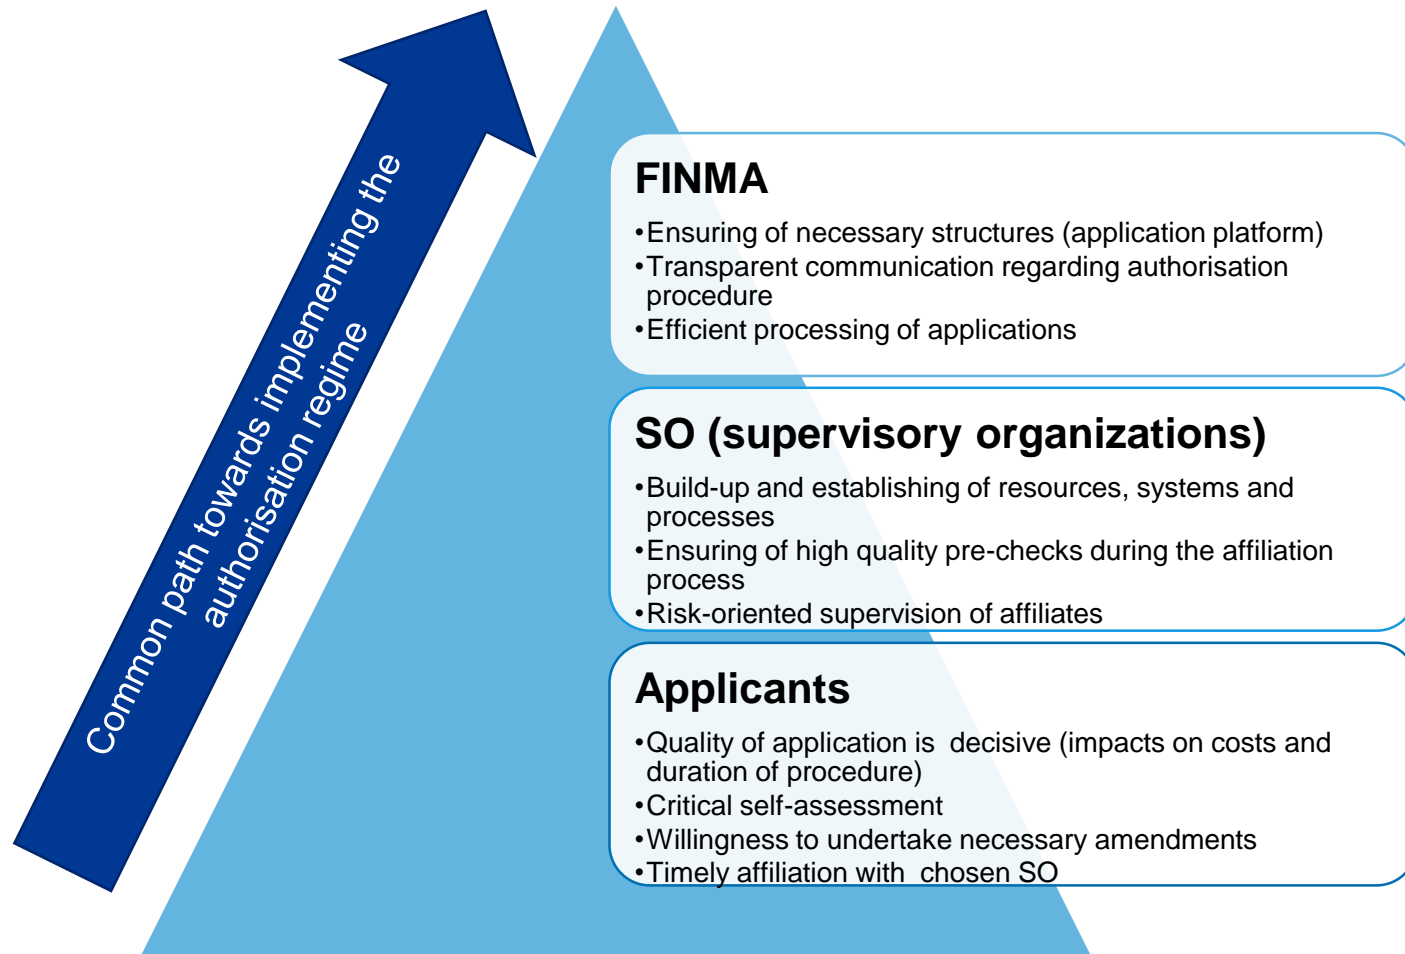 Common path towards implementing the
authorisation regime
FINMA
•Ensuring of necessary structures (application platform)
•Transparent communication regarding authorisation
procedure
•Efficient processing of applications
SO (supervisory organizations)
•Build-up and establishing of resources, systems and
processes
•Ensuring of high quality pre-checks during the affiliation
process
•Risk-oriented supervision of affiliates
Applicants
•Quality of application is  decisive (impacts on costs and
duration of procedure)
•Critical self-assessment
•Willingness to undertake necessary amendments
•Timely affiliation with  chosen SO